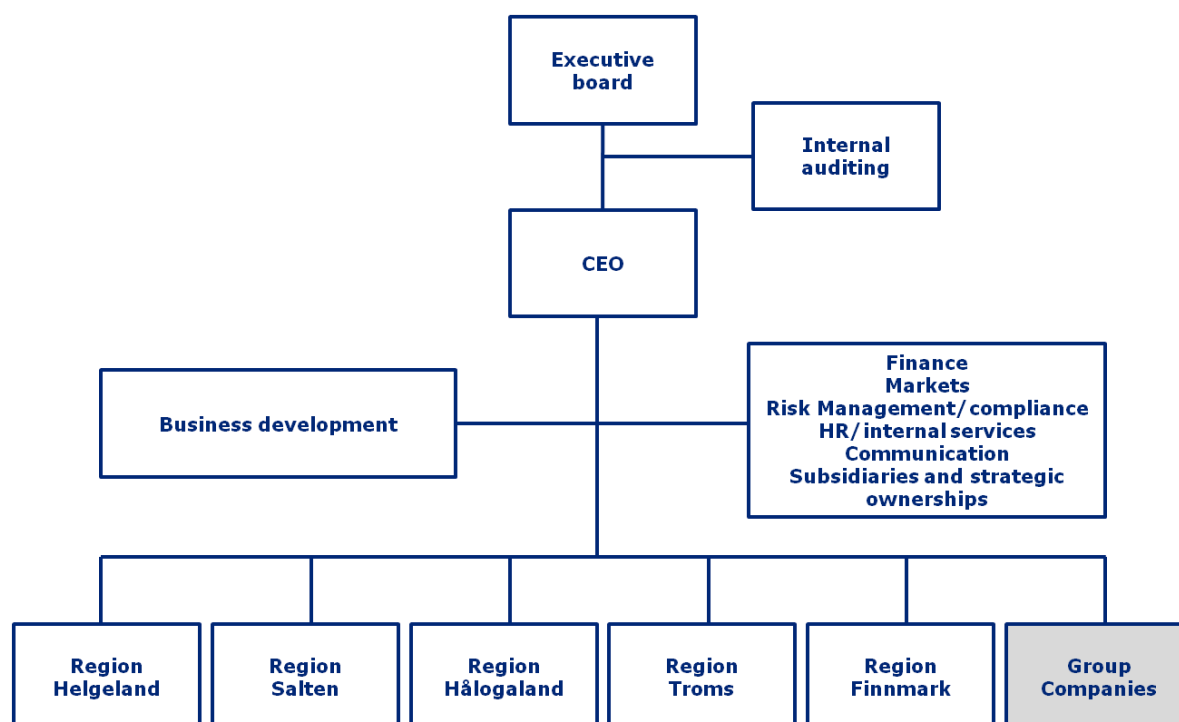 Executive
board
Internal
auditing
CEO
Business development
Finance
Markets
Risk Management/compliance
HR/internal services
Communication
Subsidiaries and strategic
ownerships
Region
Helgeland
Region
Salten
Region
Hålogaland
Region
Troms
Region
Finnmark
Group
Companies